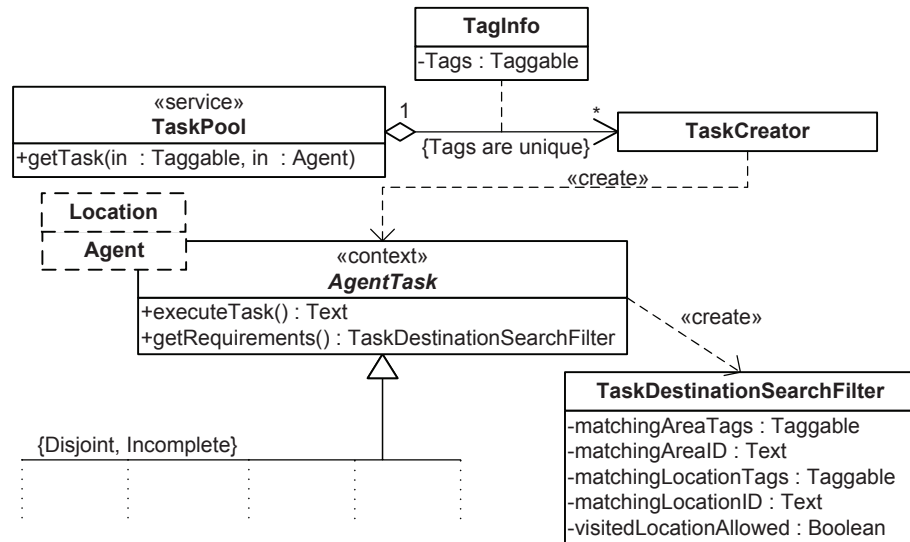 TagInfo
-Tags : Taggable
«service»
TaskPool
+getTask(in : Taggable, in : Agent)
1
*
{Tags are unique}
TaskCreator
«create»
Location
Agent
«context»
AgentTask
+executeTask() : Text
+getRequirements() : TaskDestinationSearchFilter
«create»
{Disjoint, Incomplete}
TaskDestinationSearchFilter
-matchingAreaTags : Taggable
-matchingAreaID : Text
-matchingLocationTags : Taggable
-matchingLocationID : Text
-visitedLocationAllowed : Boolean